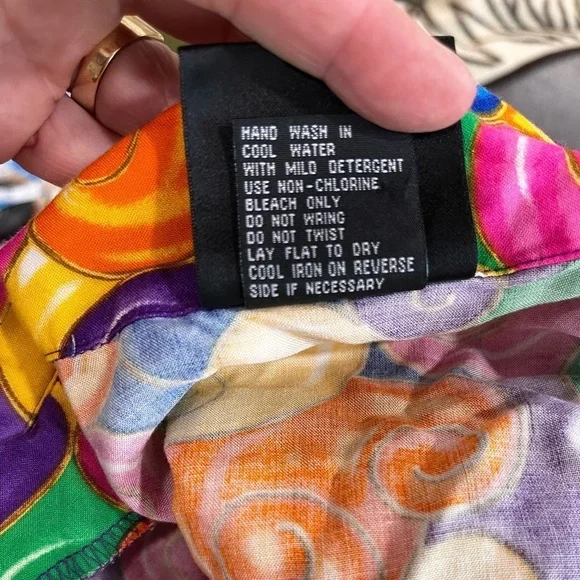 HAND WASH IN
COOL WATER
WITH MILD DETERGENT
USE NON-CHLORINE
BLEACH ONLY
DO NOT WRING
DO NOT TWIST
LAY FLAT TO DRY
COOL IRON ON REVERSE
SIDE IF NECESSARY